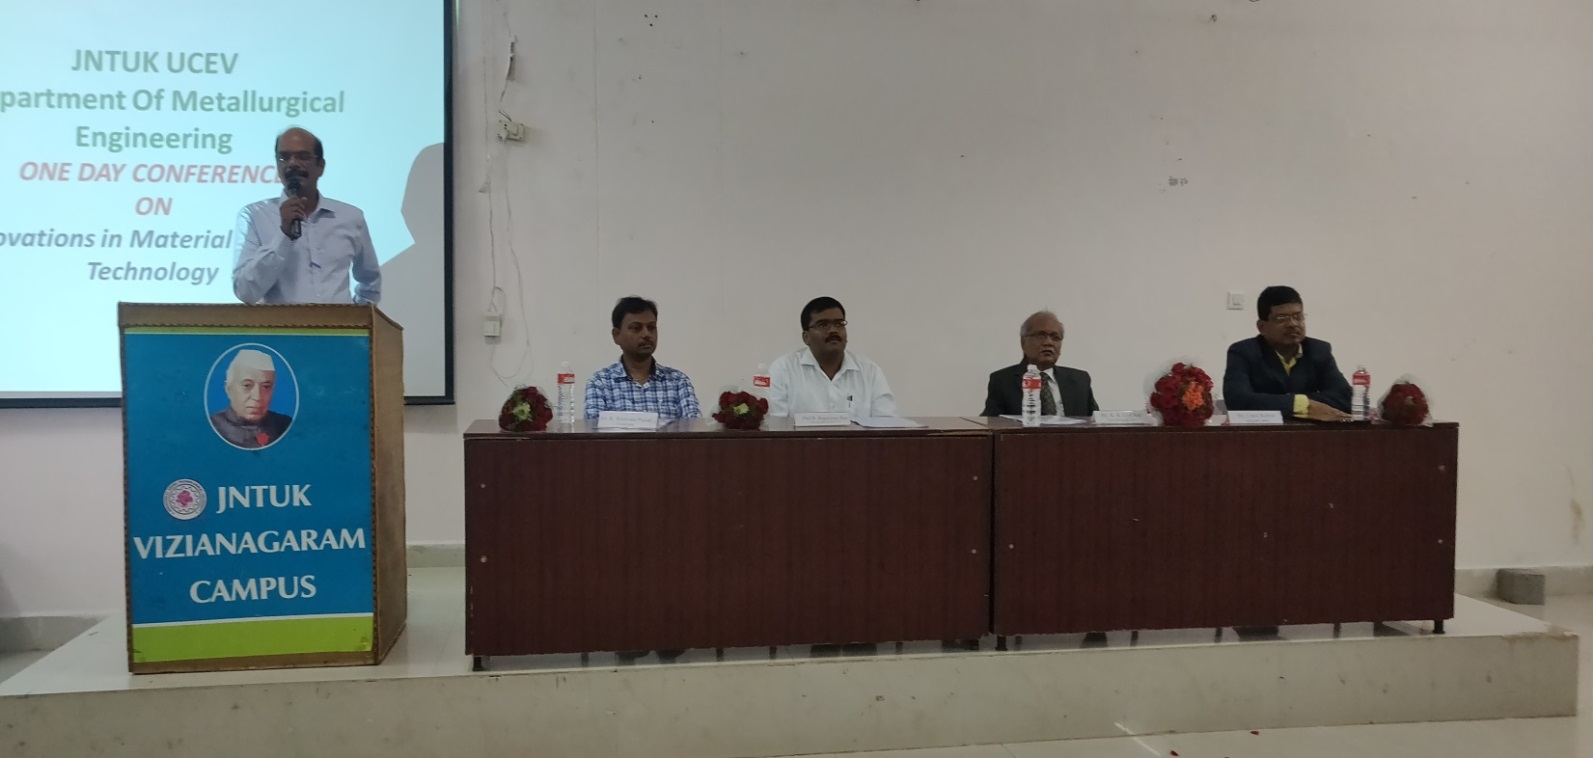 JNTUK UCEV
partment Of Metallurgical
Engineering
ONE DAY CONFERENC
ON
ovations in Material
Technology
JNTUK
VIZIANAGARAM
CAMPUS